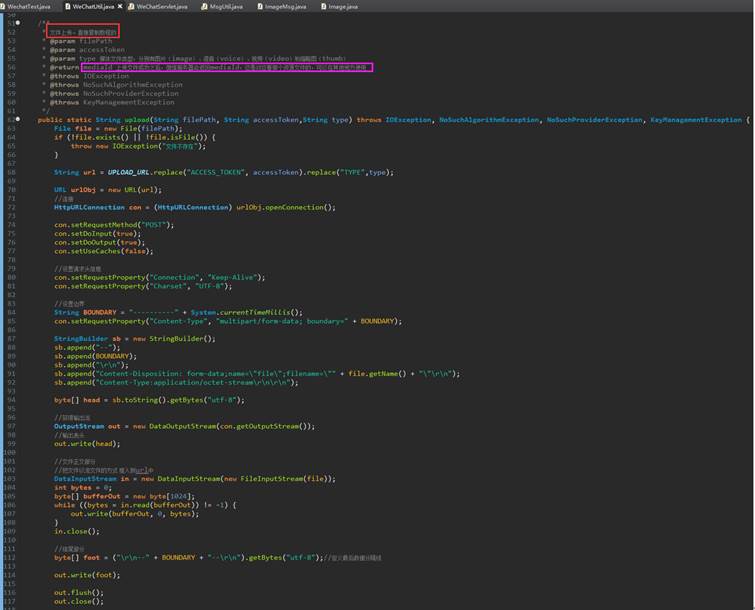 WechatTest.java WeChatUtil.java WeChatServlet.java MsgUtil.java ImageMsg.java Image.java
50
51 /**
52 * 文件上传，直接复制教程的
53 * @param filePath
54 * @param accessToken
55 * @param type 媒体文件类型，分别有图片（image）、语音（voice）、视频（video）和缩略图（thumb）
56 * @return mediaId
57 * @throws IOException
58 * @throws NoSuchAlgorithmException
59 * @throws NoSuchProviderException
60 * @throws KeyManagementException
61 */
62 public static String upload(String filePath, String accessToken,String type) throws IOException, NoSuchAlgorithmException, NoSuchProviderException, KeyManagementException {
63 File file = new File(filePath);
64 if (!file.exists() || !file.isFile()) {
65 throw new IOException("文件不存在");
66 }
67
68 String url = UPLOAD_URL.replace("ACCESS_TOKEN", accessToken).replace("TYPE",type);
69
70 URL urlObj = new URL(url);
71 //连接
72 HttpURLConnection con = (HttpURLConnection) urlObj.openConnection();
73
74 con.setRequestMethod("POST");
75 con.setDoInput(true);
76 con.setDoOutput(true);
77 con.setUseCaches(false);
78
79 //设置请求头信息
80 con.setRequestProperty("Connection", "Keep-Alive");
81 con.setRequestProperty("Charset", "UTF-8");
82
83 //设置边界
84 String BOUNDARY = "----------" + System.currentTimeMillis();
85 con.setRequestProperty("Content-Type", "multipart/form-data; boundary=" + BOUNDARY);
86
87 StringBuilder sb = new StringBuilder();
88 sb.append("--");
89 sb.append(BOUNDARY);
90 sb.append("\r\n");
91 sb.append("Content-Disposition: form-data;name=\"file\";filename=\"" + file.getName() + "\"\r\n");
92 sb.append("Content-Type:application/octet-stream\r\n\r\n");
93
94 byte[] head = sb.toString().getBytes("utf-8");
95
96 //获得输出流
97 OutputStream out = new DataOutputStream(con.getOutputStream());
98 //输出表头
99 out.write(head);
100
101 //文件正文部分
102 //把文件以流文件的方式 推入到url中
103 DataInputStream in = new DataInputStream(new FileInputStream(file));
104 int bytes = 0;
105 byte[] bufferOut = new byte[1024];
106 while ((bytes = in.read(bufferOut)) != -1) {
107 out.write(bufferOut, 0, bytes);
108 }
109 in.close();
110
111 //结尾部分
112 byte[] foot = ("\r\n--" + BOUNDARY + "--\r\n").getBytes("utf-8");//定义最后数据分隔线
113
114 out.write(foot);
115
116 out.flush();
117 out.close();
118